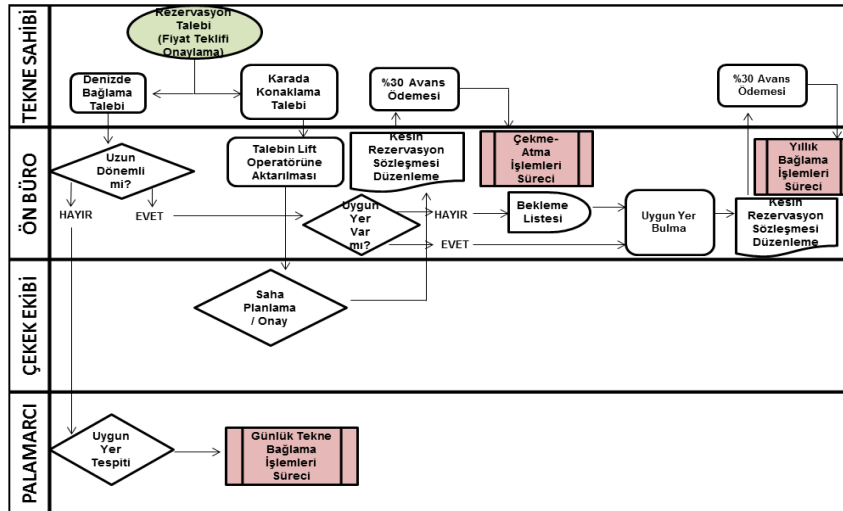 TEKNE SAHİBİ
Rezervasyon
Talebi
(Fiyat Teklifi
Onaylama)
Denizde
Bağlama
Talebi
Karada
Konaklama
Talebi
%30 Avans
Ödemesi
%30 Avans
Ödemesi
ÖN BÜRO
Uzun
Dönemli
mi?
HAYIR
EVET
Talebin Lift
Operatörüne
Aktarılması
Kesin
Rezervasyon
Sözleşmesi
Düzenleme
Çekme-
Atma
İşlemleri
Süreci
Yıllık
Bağlama
İşlemleri
Süreci
Uygun
Yer
Var
mı?
HAYIR
EVET
Bekleme
Listesi
Uygun Yer
Bulma
Kesin
Rezervasyon
Sözleşmesi
Düzenleme
ÇEKEK EKİBİ
Saha
Planlama
/ Onay
PALAMARCI
Uygun
Yer
Tespiti
Günlük Tekne
Bağlama
İşlemleri
Süreci